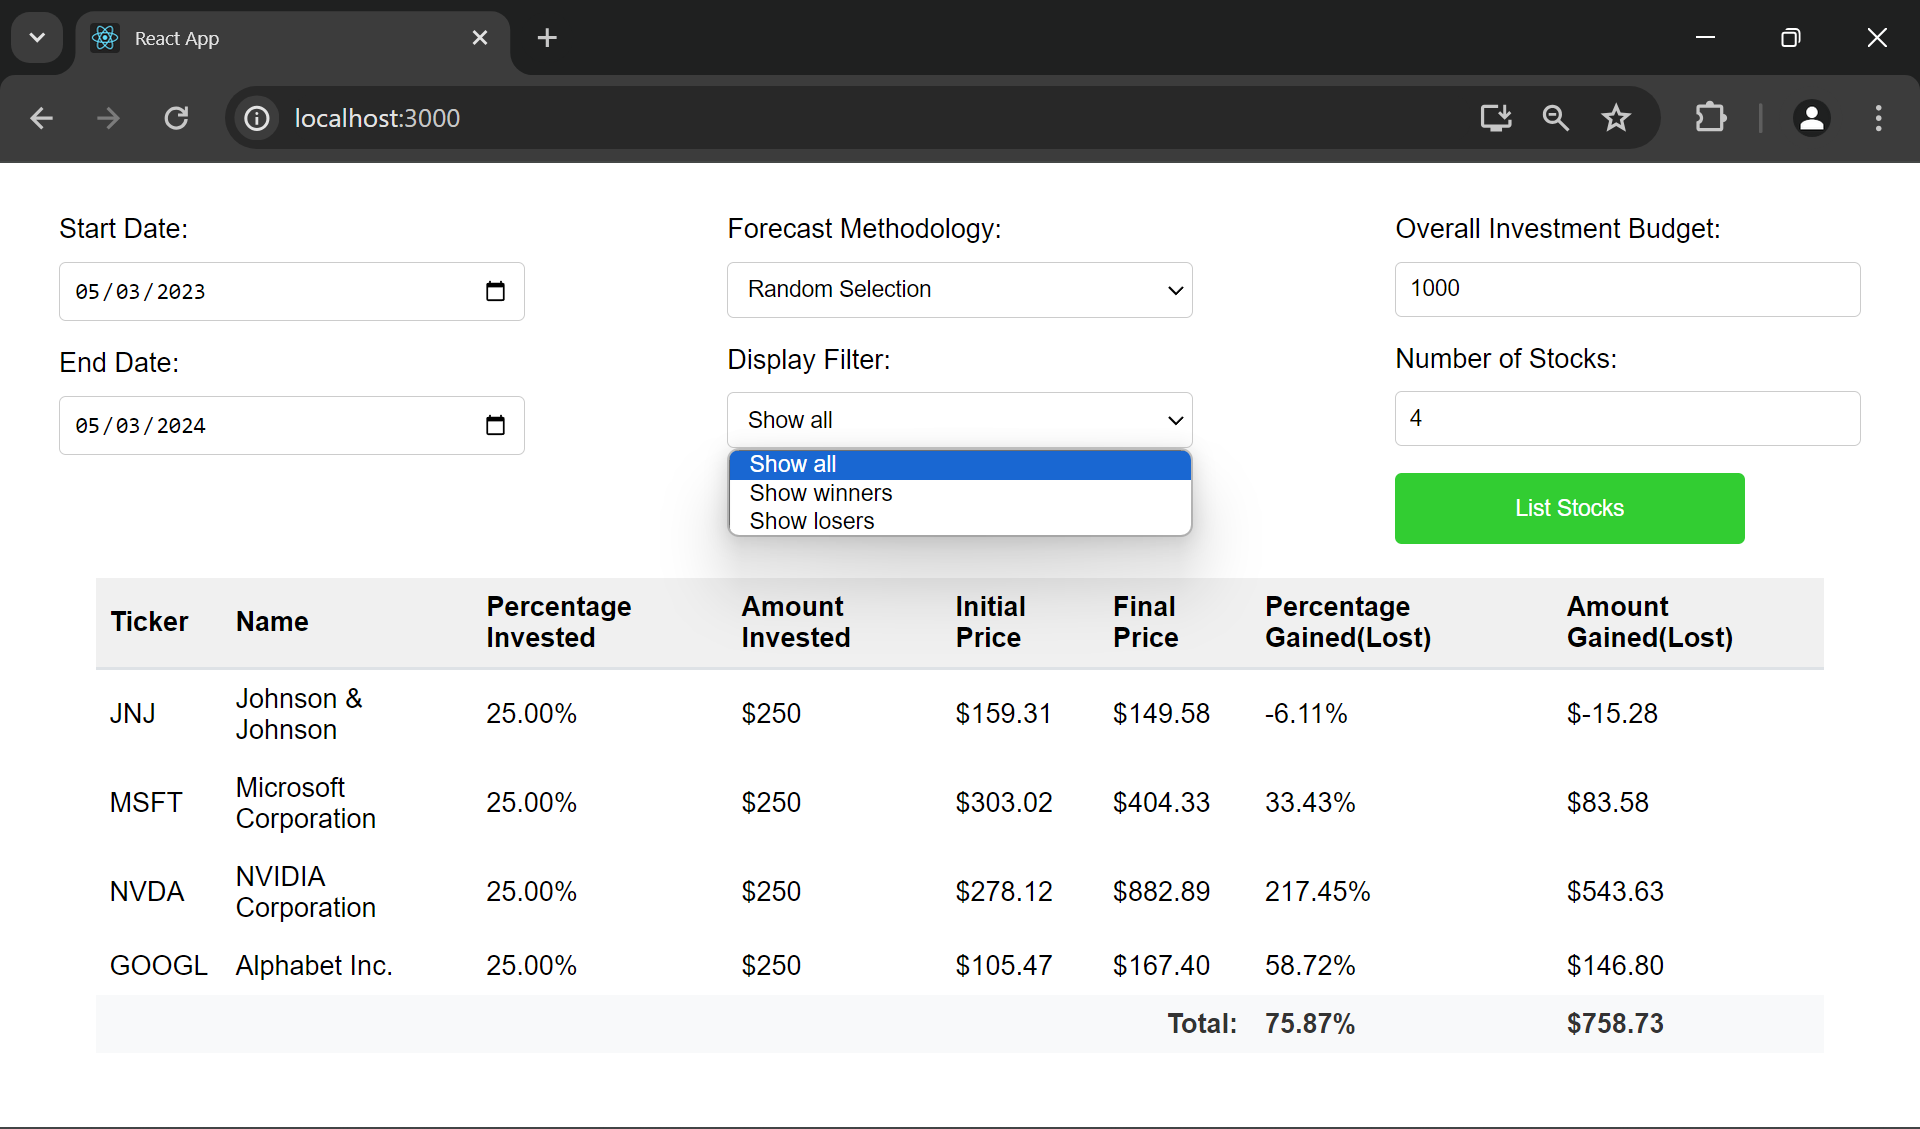 React App
localhost:3000
Start Date:
05/03/2023
End Date:
05/03/2024
Forecast Methodology:
Random Selection
Display Filter:
Show all
Show all
Show winners
Show losers
Overall Investment Budget:
1000
Number of Stocks:
4
List Stocks
Ticker Name Percentage Invested Amount Invested Initial Price Final Price Percentage Gained(Lost) Amount Gained(Lost)
JNJ Johnson & Johnson 25.00% $250 $159.31 $149.58 -6.11% $-15.28
MSFT Microsoft Corporation 25.00% $250 $303.02 $404.33 33.43% $83.58
NVDA NVIDIA Corporation 25.00% $250 $278.12 $882.89 217.45% $543.63
GOOGL Alphabet Inc. 25.00% $250 $105.47 $167.40 58.72% $146.80
Total: 75.87% $758.73